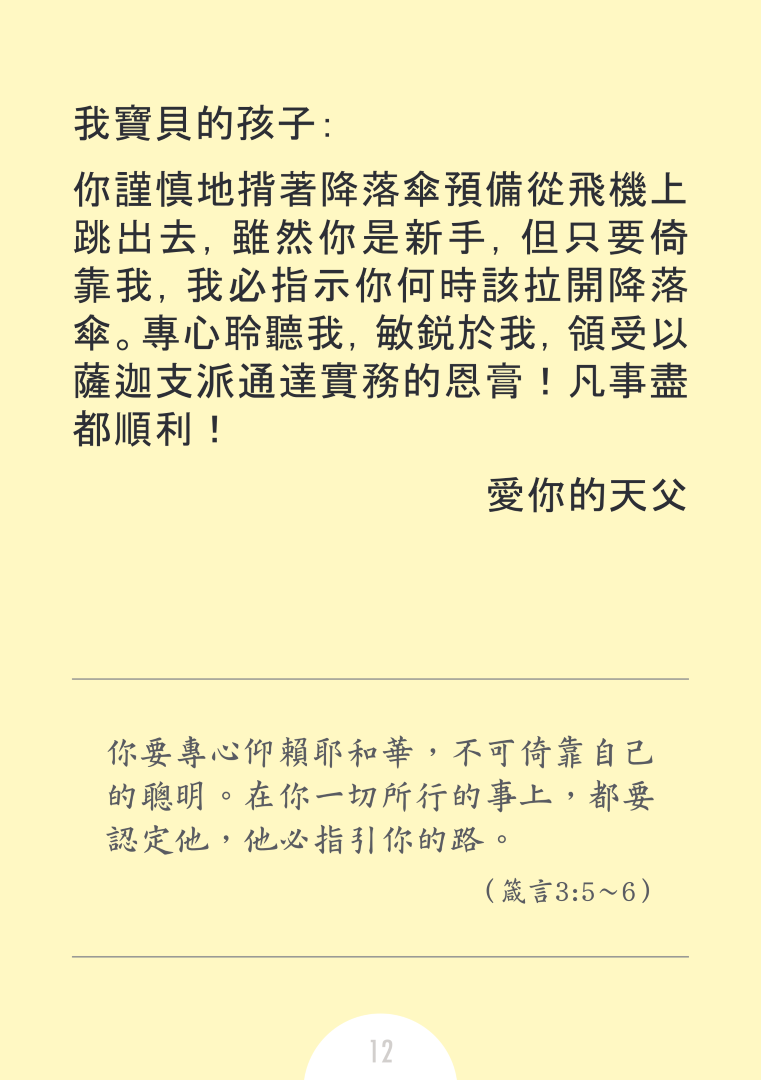 我寶貝的孩子：
你謹慎地揹著降落傘預備從飛機上
跳出去，雖然你是新手，但只要倚
靠我，我必指示你何時該拉開降落
傘。專心聆聽我，敏銳於我，領受以
薩迦支派通達實務的恩膏！凡事盡
都順利！
愛你的天父
你要專心仰賴耶和華，不可倚靠自己
的聰明。在你一切所行的事上，都要
認定他，他必指引你的路。
（箴言3:5～6）
12